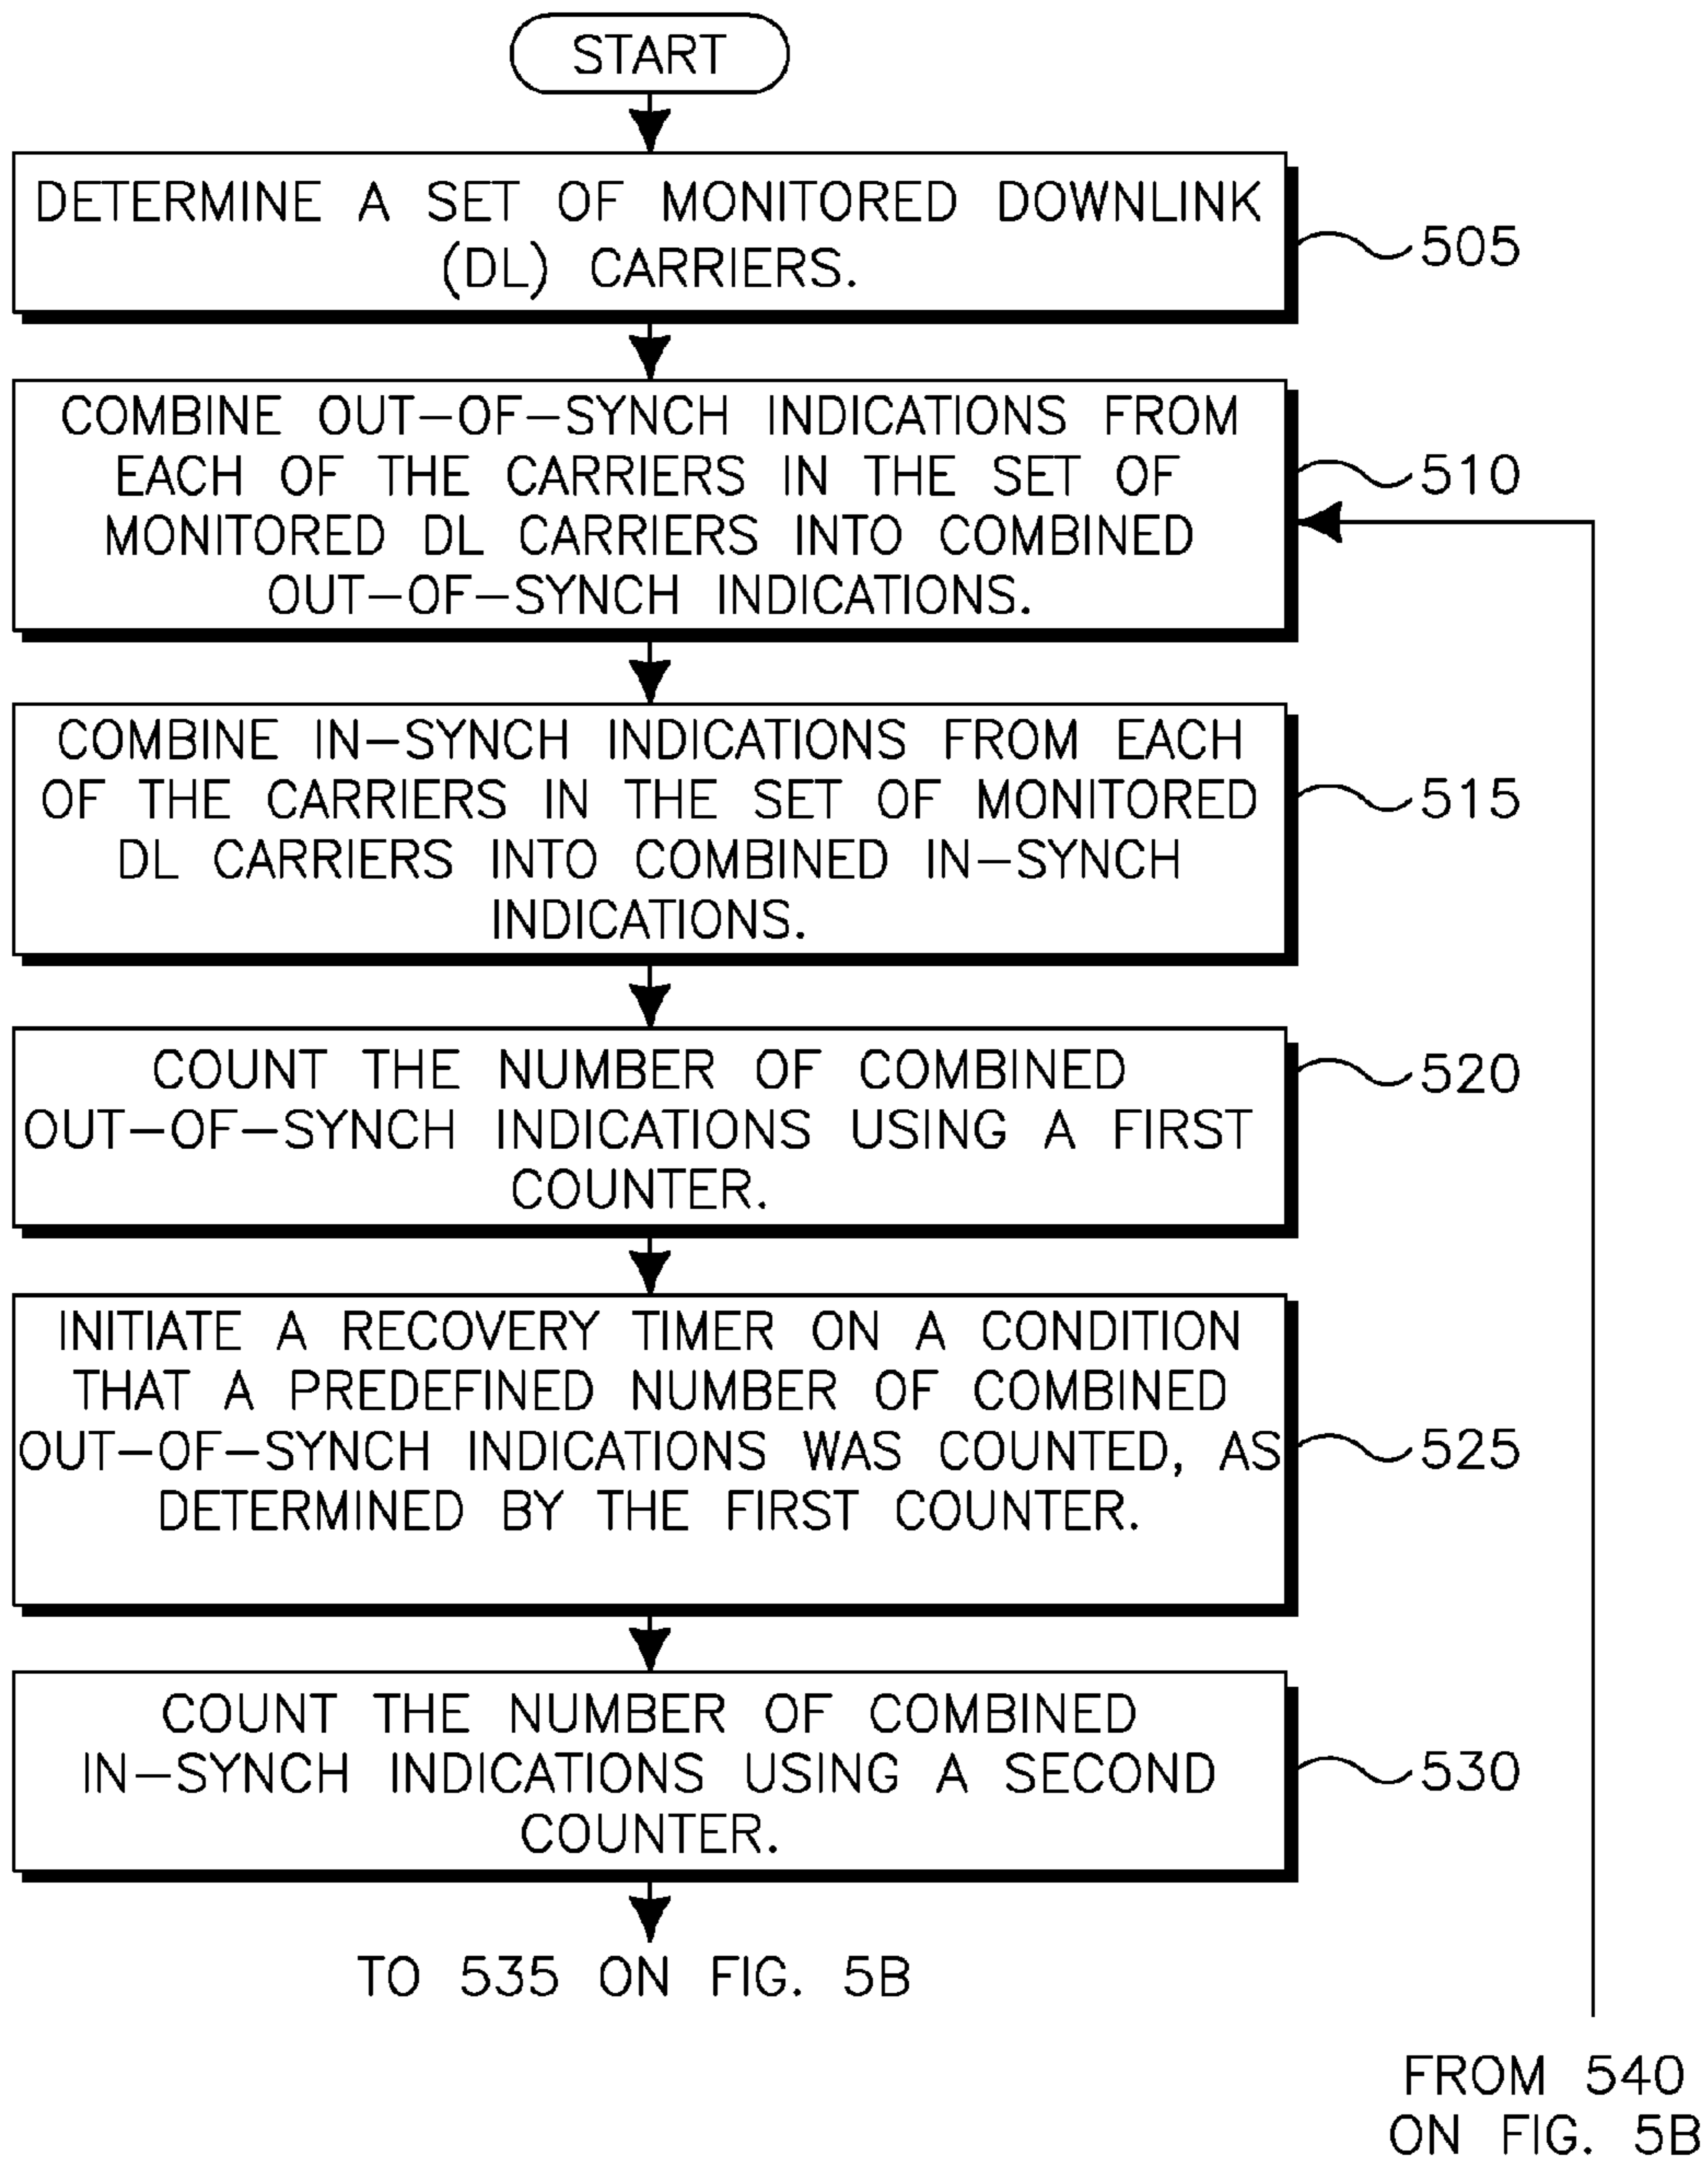 START
DETERMINE A SET OF MONITORED DOWNLINK
(DL) CARRIERS.
505
COMBINE OUT-OF-SYNCH INDICATIONS FROM
EACH OF THE CARRIERS IN THE SET OF
MONITORED DL CARRIERS INTO COMBINED
OUT-OF-SYNCH INDICATIONS.
510
COMBINE IN-SYNCH INDICATIONS FROM EACH
OF THE CARRIERS IN THE SET OF MONITORED
DL CARRIERS INTO COMBINED IN-SYNCH
INDICATIONS.
515
COUNT THE NUMBER OF COMBINED
OUT-OF-SYNCH INDICATIONS USING A FIRST
COUNTER.
520
INITIATE A RECOVERY TIMER ON A CONDITION
THAT A PREDEFINED NUMBER OF COMBINED
OUT-OF-SYNCH INDICATIONS WAS COUNTED, AS
DETERMINED BY THE FIRST COUNTER.
525
COUNT THE NUMBER OF COMBINED
IN-SYNCH INDICATIONS USING A SECOND
COUNTER.
530
TO 535 ON FIG. 5B
FROM 540
ON FIG. 5B